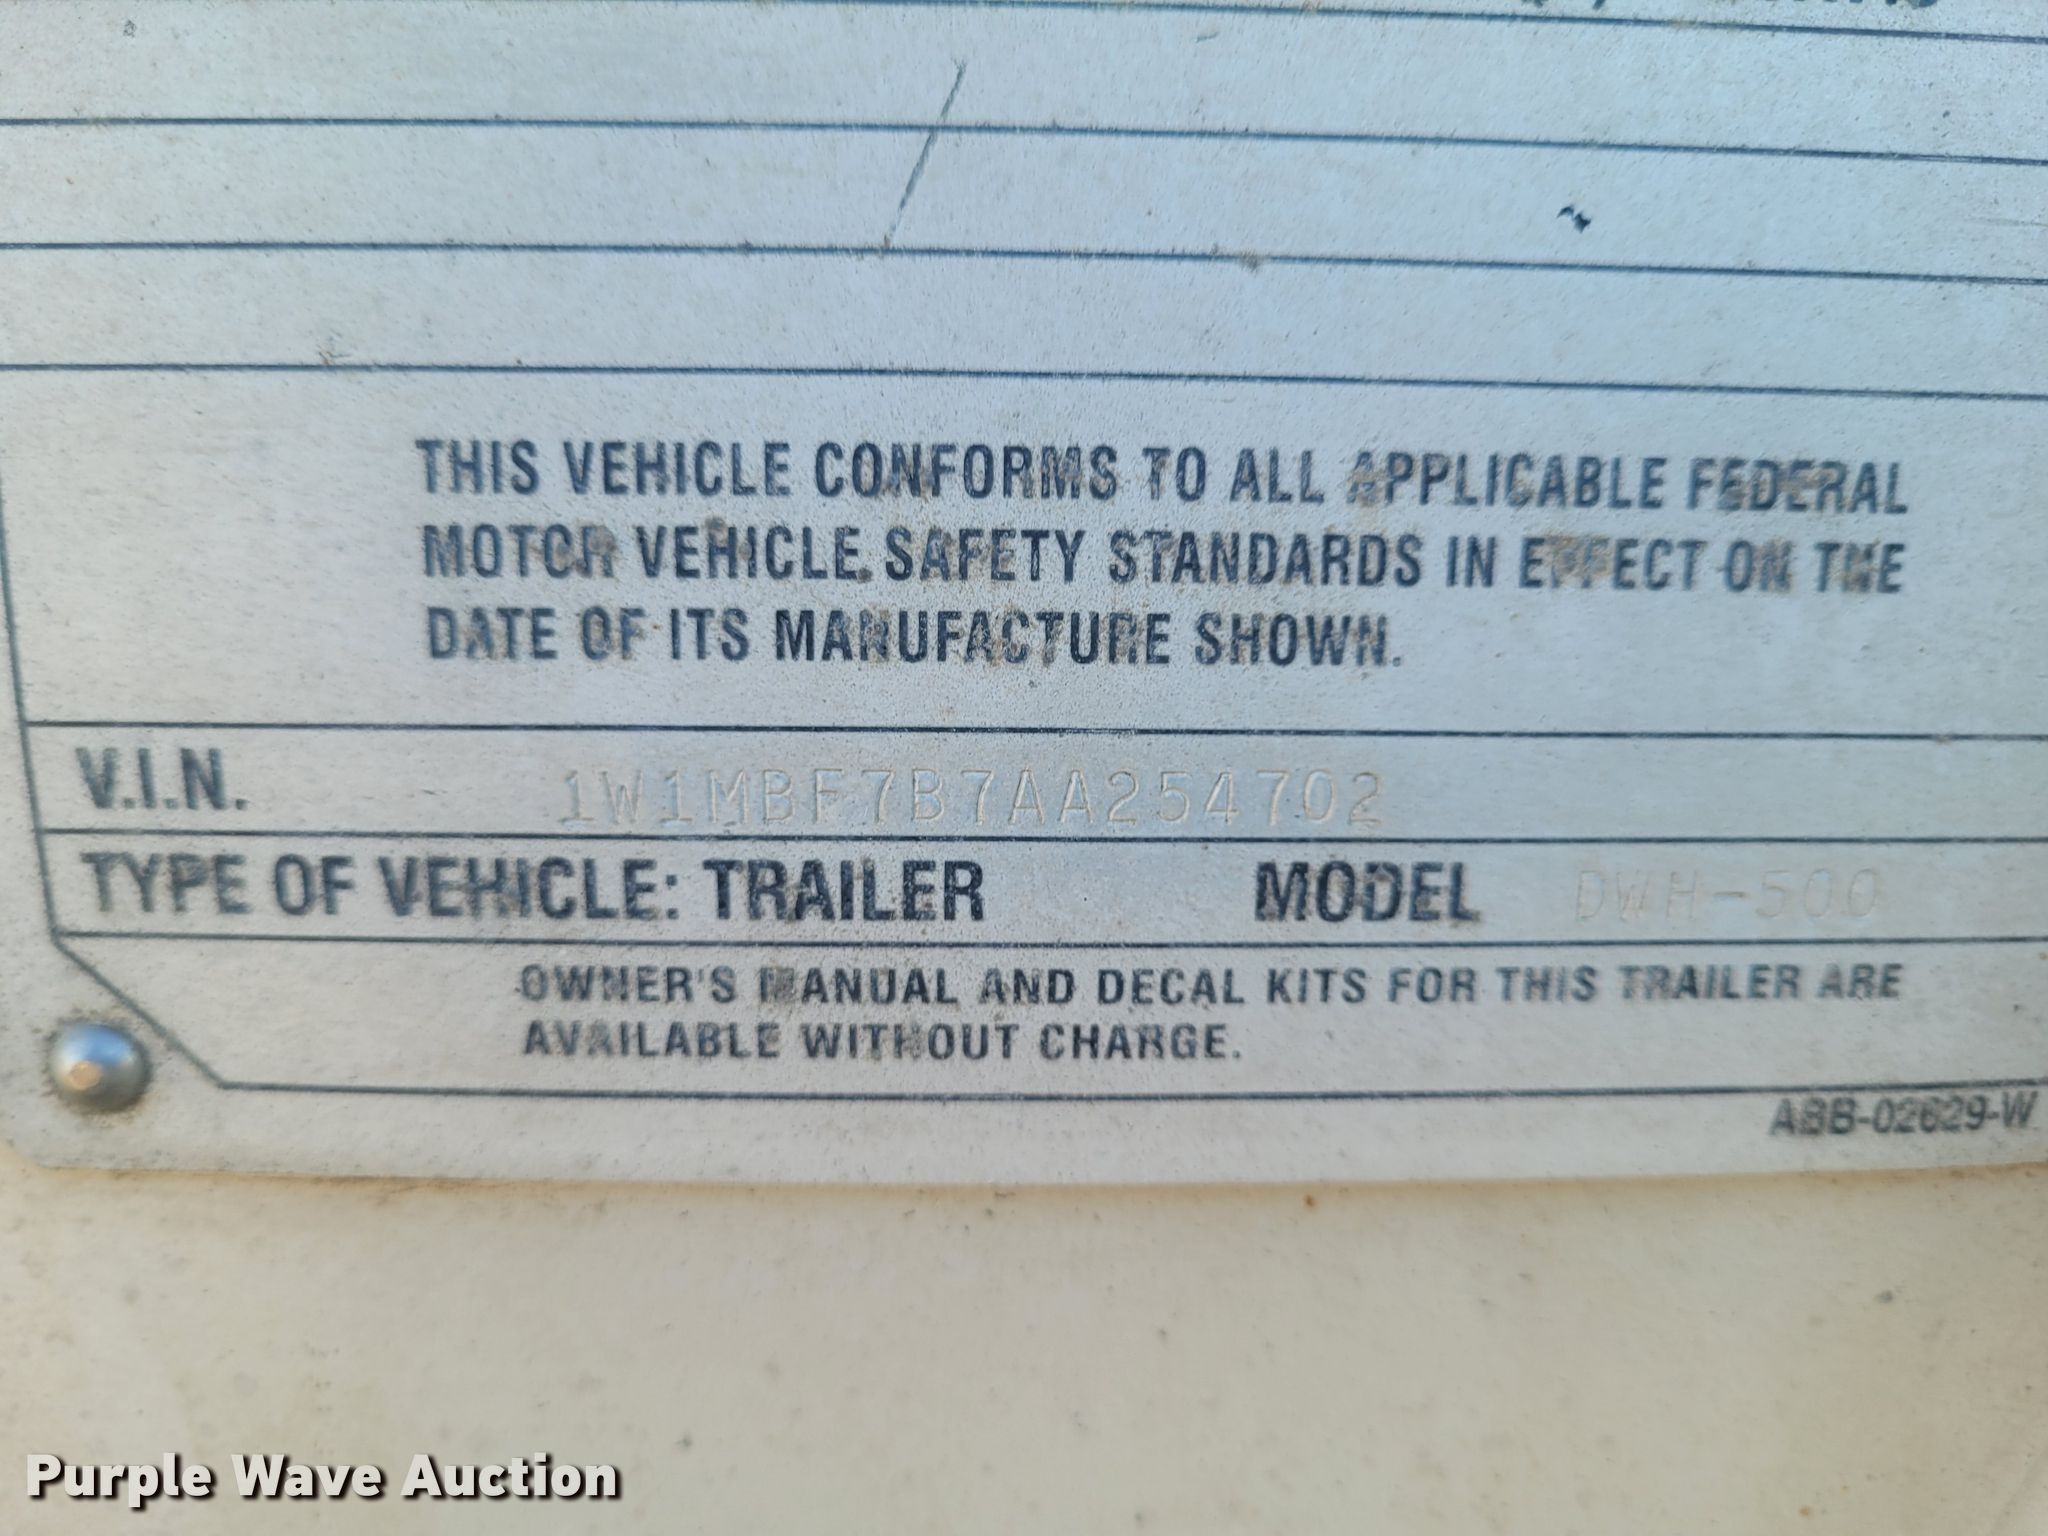 THIS VEHICLE CONFORMS TO ALL APPLICABLE FEDERAL
MOTOR VEHICLE SAFETY STANDARDS IN EFFECT ON THE
DATE OF ITS MANUFACTURE SHOWN.
V.I.N. 1W1MBF7B7AA254702
TYPE OF VEHICLE: TRAILER MODEL DWH-500
OWNER'S MANUAL AND DECAL KITS FOR THIS TRAILER ARE
AVAILABLE WITHOUT CHARGE.
ABB-02629-W
Purple Wave Auction